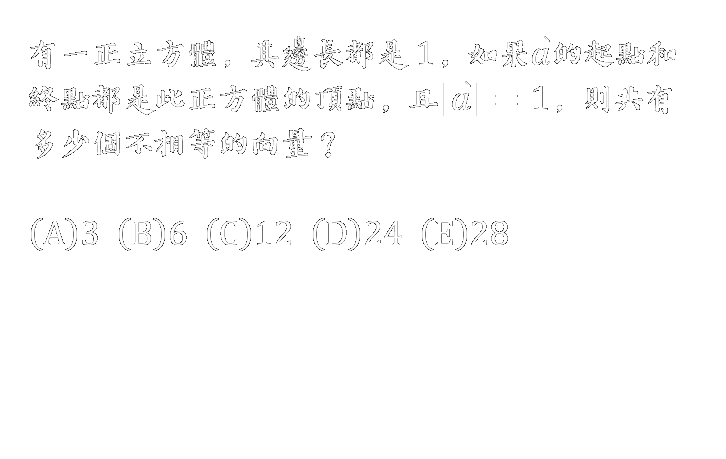 有一正立方體，其邊長都是1，如果a⃗的起點和
終點都是此正方體的頂點，且|a⃗| == 1，則共有
多少個不相等的向量？
(A)3 (B)6 (C)12 (D)24 (E)28